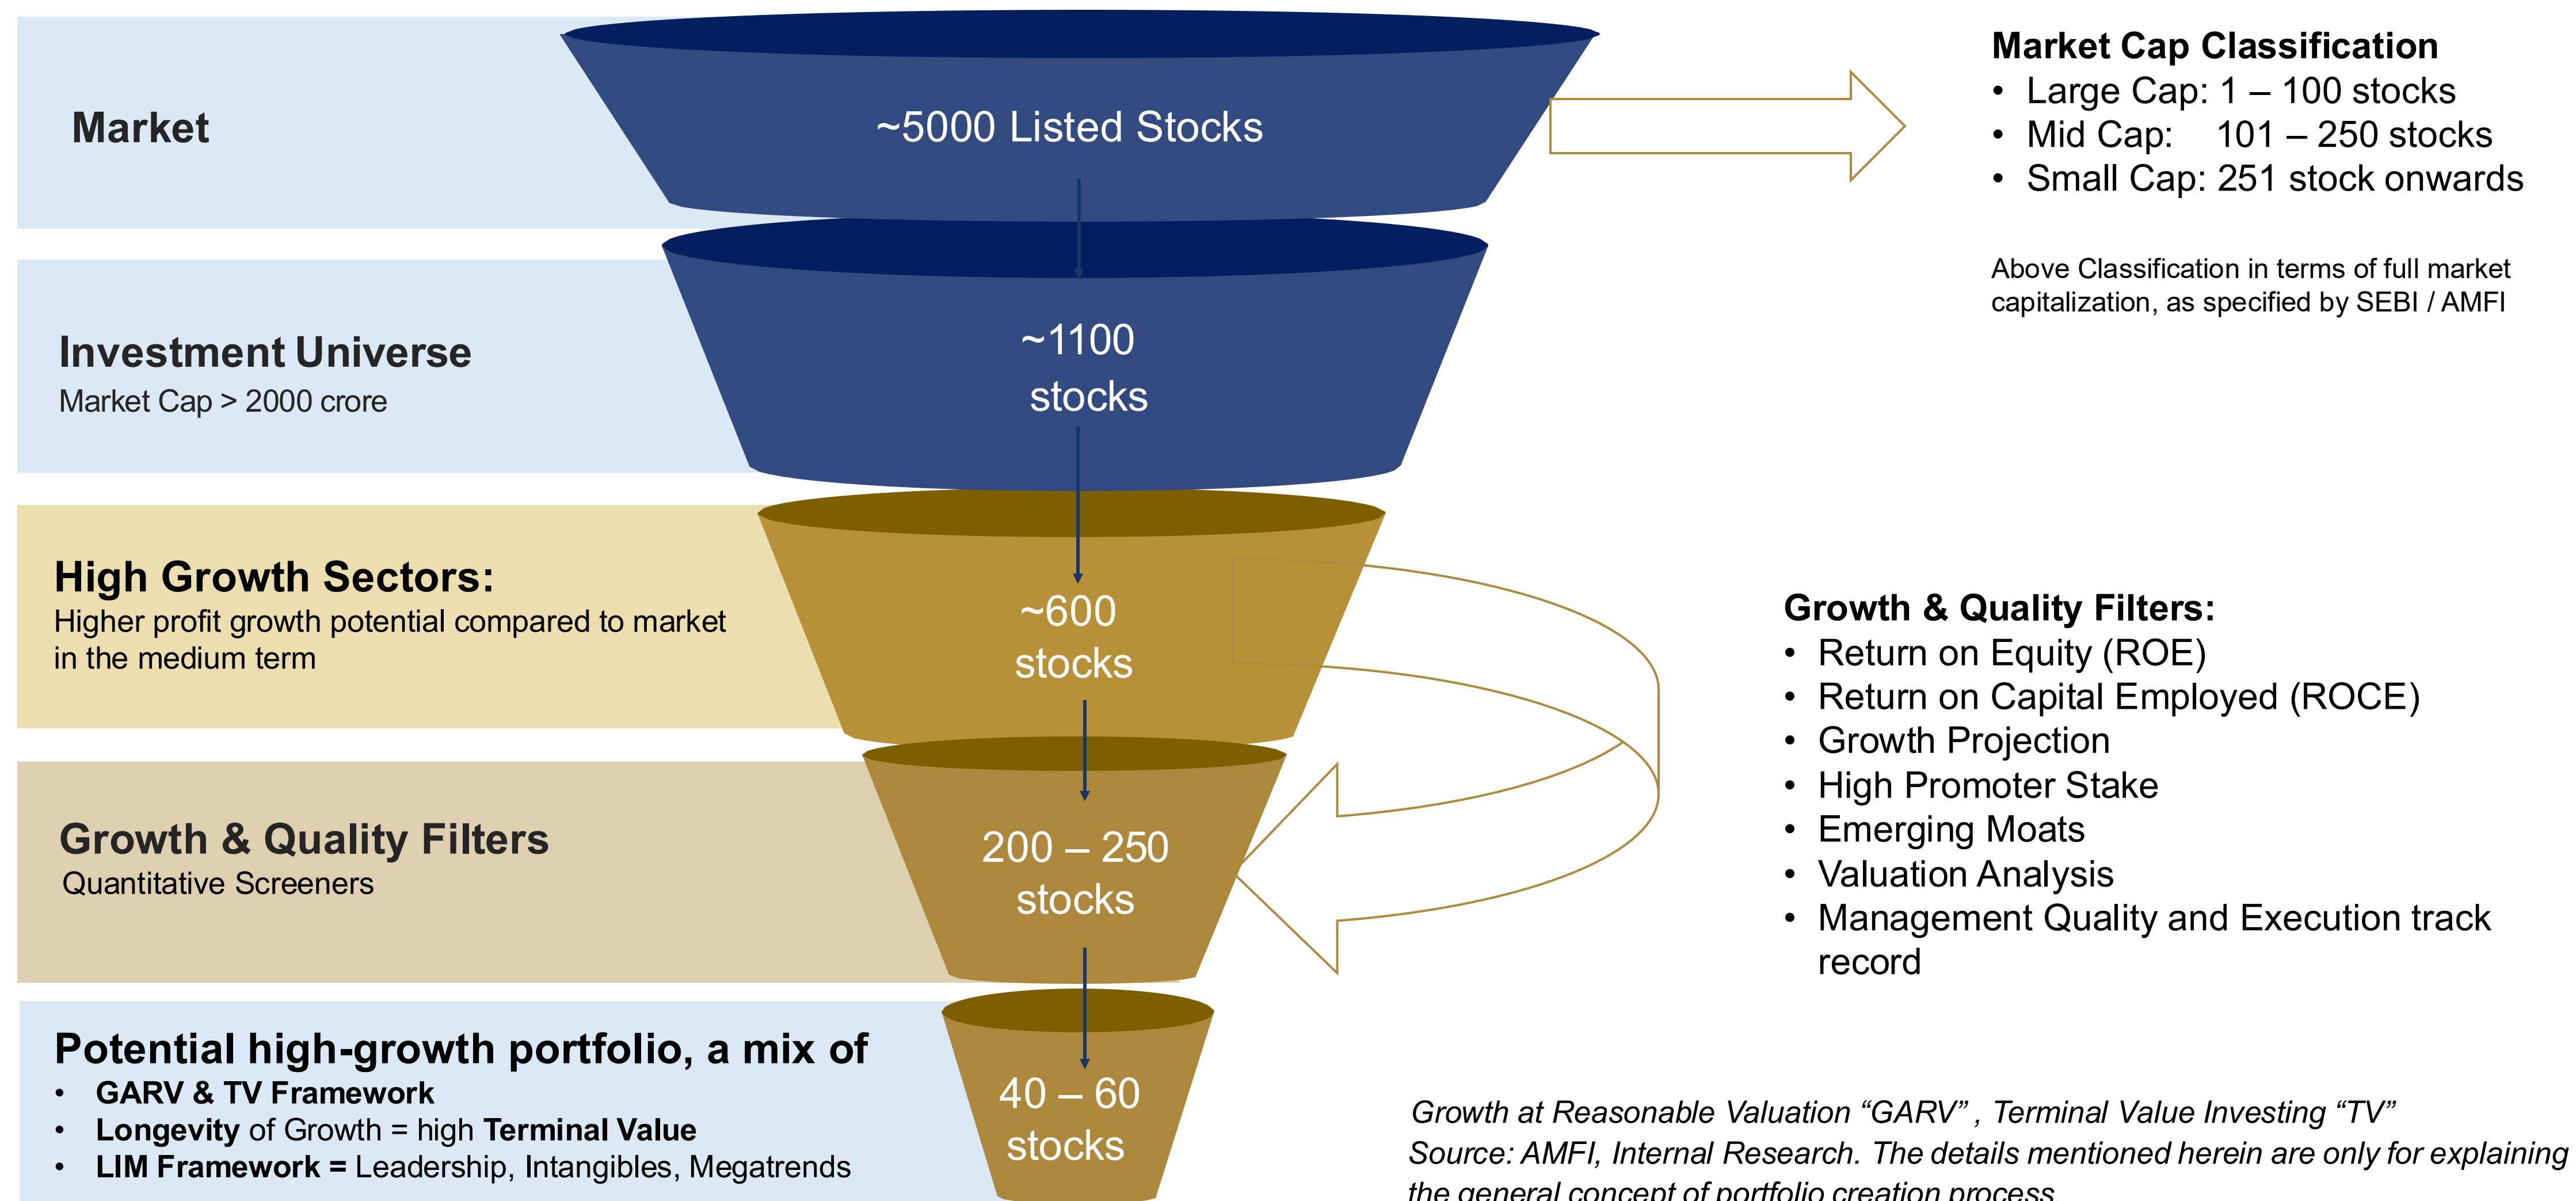 Market
~5000 Listed Stocks
Market Cap Classification
• Large Cap: 1 – 100 stocks
• Mid Cap: 101 – 250 stocks
• Small Cap: 251 stock onwards
Above Classification in terms of full market
capitalization, as specified by SEBI / AMFI
Investment Universe
Market Cap > 2000 crore
~1100
stocks
High Growth Sectors:
Higher profit growth potential compared to market
in the medium term
~600
stocks
Growth & Quality Filters:
• Return on Equity (ROE)
• Return on Capital Employed (ROCE)
• Growth Projection
• High Promoter Stake
• Emerging Moats
• Valuation Analysis
• Management Quality and Execution track
record
Growth & Quality Filters
Quantitative Screeners
200 – 250
stocks
Potential high-growth portfolio, a mix of
• GARV & TV Framework
• Longevity of Growth = high Terminal Value
• LIM Framework = Leadership, Intangibles, Megatrends
40 – 60
stocks
Growth at Reasonable Valuation “GARV” , Terminal Value Investing “TV”
Source: AMFI, Internal Research. The details mentioned herein are only for explaining
the general concept of portfolio creation process.